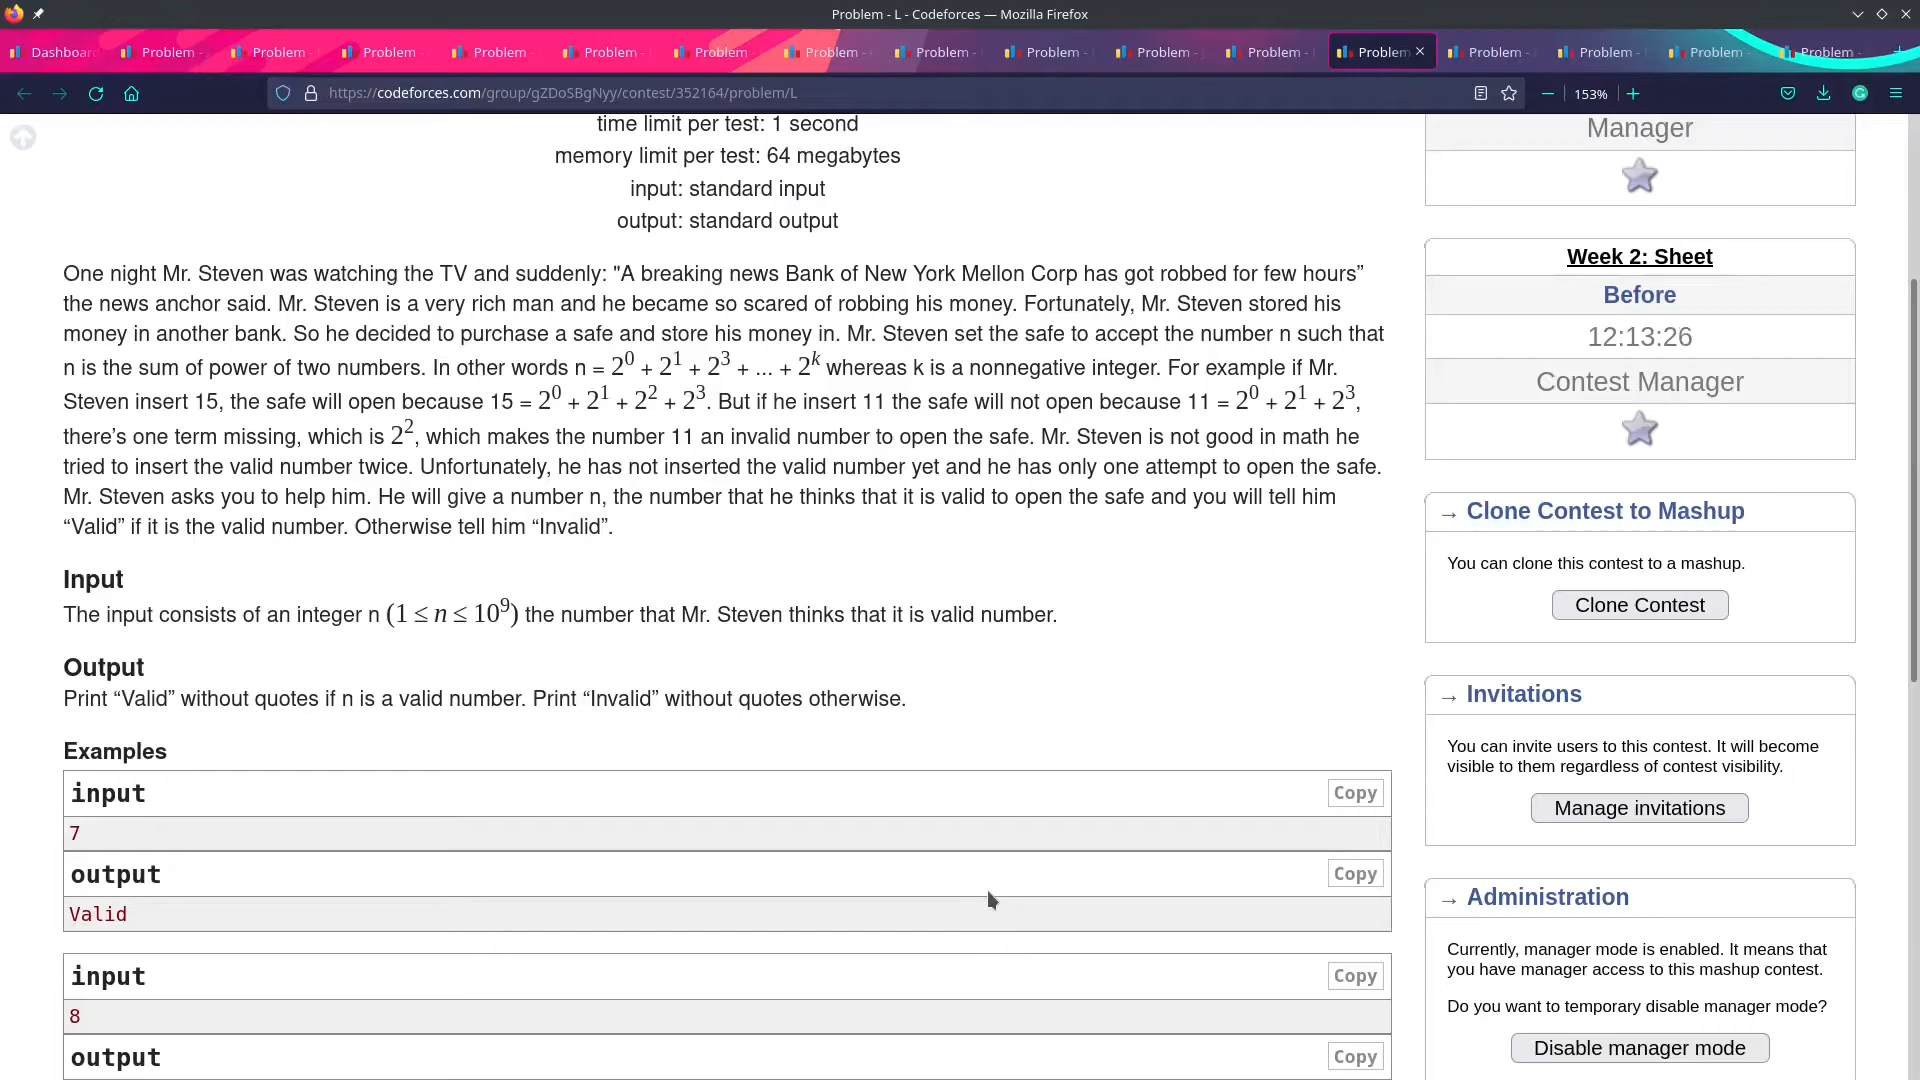 Problem - L - Codeforces — Mozilla Firefox
Dashboar Problem - Problem - Problem - Problem - Problem - Problem - Problem - Problem - Problem - Problem - Problem - Problem Problem - Problem - Problem - Problem -
https://codeforces.com/group/gZDoSBgNyy/contest/352164/problem/L
153%
time limit per test: 1 second
memory limit per test: 64 megabytes
input: standard input
output: standard output
One night Mr. Steven was watching the TV and suddenly: "A breaking news Bank of New York Mellon Corp has got robbed for few hours”
the news anchor said. Mr. Steven is a very rich man and he became so scared of robbing his money. Fortunately, Mr. Steven stored his
money in another bank. So he decided to purchase a safe and store his money in. Mr. Steven set the safe to accept the number n such that
n is the sum of power of two numbers. In other words n = 2^0 + 2^1 + 2^3 + ... + 2^k whereas k is a nonnegative integer. For example if Mr.
Steven insert 15, the safe will open because 15 = 2^0 + 2^1 + 2^2 + 2^3. But if he insert 11 the safe will not open because 11 = 2^0 + 2^1 + 2^3,
there’s one term missing, which is 2^2, which makes the number 11 an invalid number to open the safe. Mr. Steven is not good in math he
tried to insert the valid number twice. Unfortunately, he has not inserted the valid number yet and he has only one attempt to open the safe.
Mr. Steven asks you to help him. He will give a number n, the number that he thinks that it is valid to open the safe and you will tell him
“Valid” if it is the valid number. Otherwise tell him “Invalid”.
Input
The input consists of an integer n (1 ≤ n ≤ 10^9) the number that Mr. Steven thinks that it is valid number.
Output
Print “Valid” without quotes if n is a valid number. Print “Invalid” without quotes otherwise.
Examples
input
Copy
7
output
Copy
Valid
input
Copy
8
output
Copy
Manager
Week 2: Sheet
Before
12:13:26
Contest Manager
→ Clone Contest to Mashup
You can clone this contest to a mashup.
Clone Contest
→ Invitations
You can invite users to this contest. It will become
visible to them regardless of contest visibility.
Manage invitations
→ Administration
Currently, manager mode is enabled. It means that
you have manager access to this mashup contest.
Do you want to temporary disable manager mode?
Disable manager mode